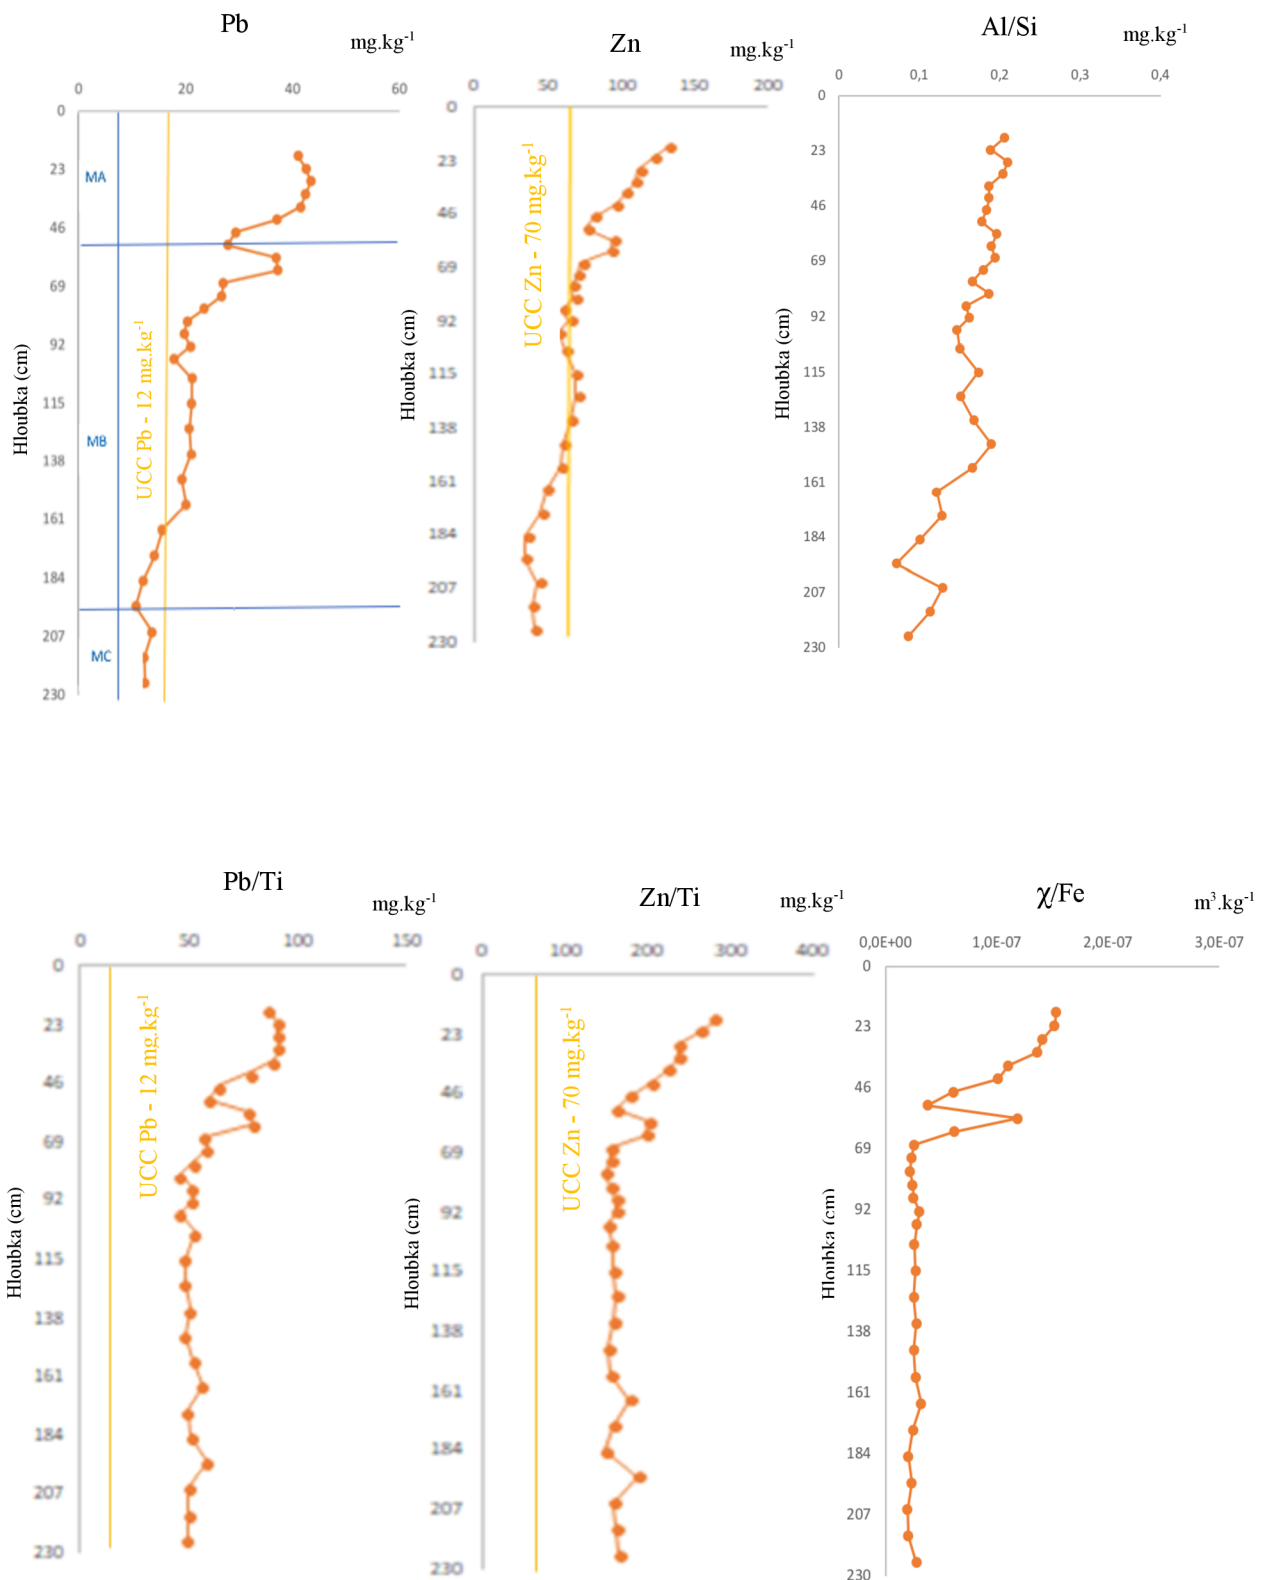 Pb
mg.kg-1
0 20 40 60
0
23
46
69
92
115
138
161
184
207
230
Hloubka (cm)
MA
MB
MC
UCC Pb - 12 mg.kg-1
Zn
mg.kg-1
0 50 100 150 200
0
23
46
69
92
115
138
161
184
207
230
Hloubka (cm)
UCC Zn - 70 mg.kg-1
Al/Si
mg.kg-1
0 0,1 0,2 0,3 0,4
0
23
46
69
92
115
138
161
184
207
230
Hloubka (cm)
Pb/Ti
mg.kg-1
0 50 100 150
0
23
46
69
92
115
138
161
184
207
230
Hloubka (cm)
UCC Pb - 12 mg.kg-1
Zn/Ti
mg.kg-1
0 100 200 300 400
0
23
46
69
92
115
138
161
184
207
230
Hloubka (cm)
UCC Zn - 70 mg.kg-1
χ/Fe
m3.kg-1
0,0E+00 1,0E-07 2,0E-07 3,0E-07
0
23
46
69
92
115
138
161
184
207
230
Hloubka (cm)